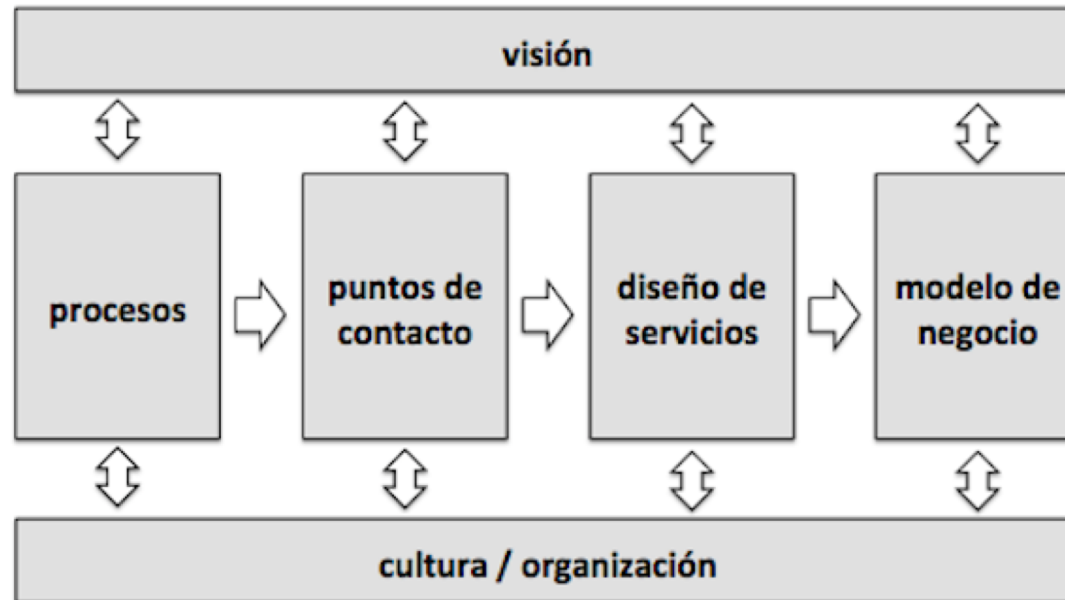 visión
procesos
puntos de
contacto
diseño de
servicios
modelo de
negocio
cultura / organización